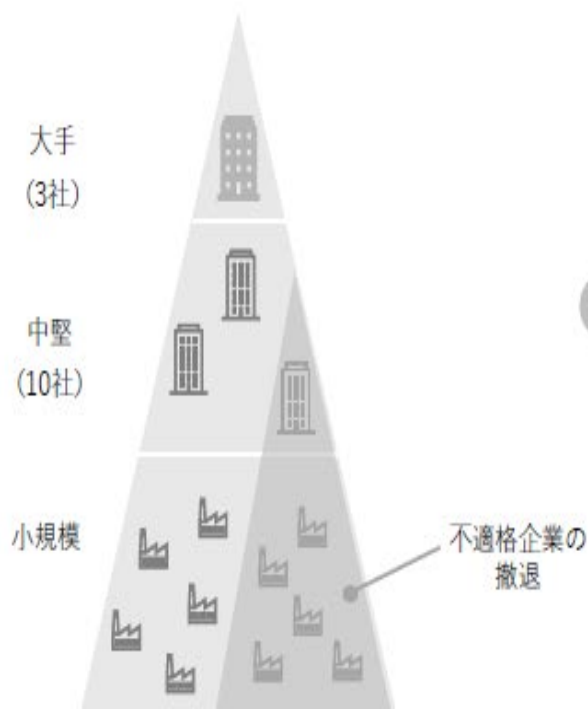 大手
(3社)
中堅
(10社)
小規模
不適格企業の
撤退